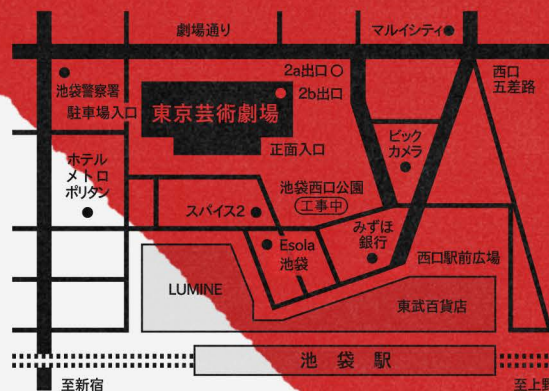 劇場通り
マルイシティ
2a出口
2b出口
西口
五差路
池袋警察署
駐車場入口
東京芸術劇場
正面入口
ビック
カメラ
ホテル
メトロ
ポリタン
池袋西口公園
工事中
スパイス2
みずほ
銀行
Esola
池袋
西口駅前広場
LUMINE
東武百貨店
池袋駅
至新宿
至上野